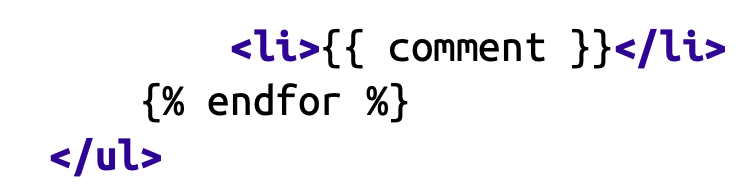 <li>{{ comment }}</li>
{% endfor %}
</ul>